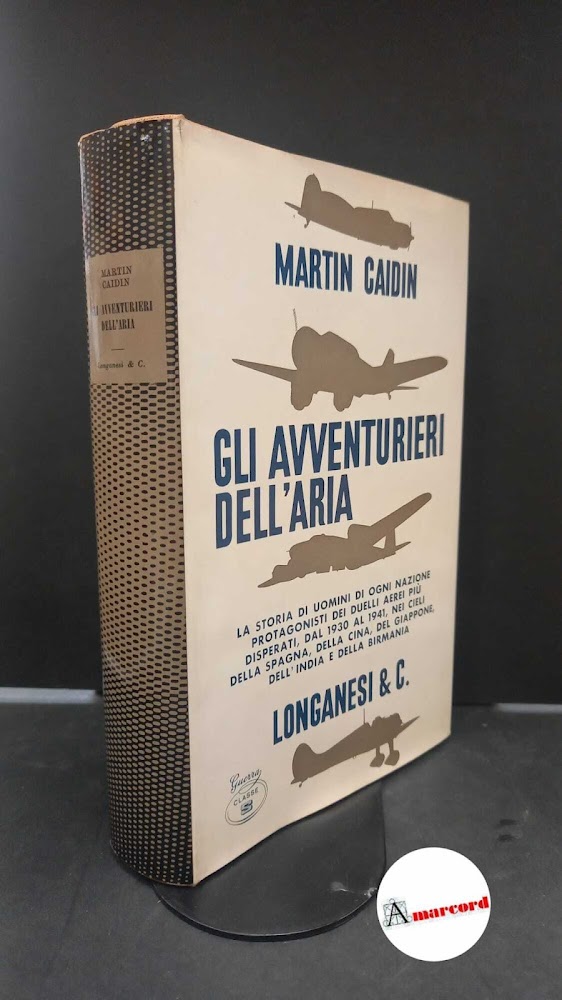 MARTIN
CAIDIN
GLI AVVENTURIERI
DELL'ARIA
Longanesi & C.
MARTIN CAIDIN
GLI AVVENTURIERI
DELL'ARIA
LA STORIA DI UOMINI DI OGNI NAZIONE
PROTAGONISTI DEI DUELLI AEREI PIÙ
DISPERATI, DAL 1930 AL 1941, NEI CIELI
DELLA SPAGNA, DELLA CINA, DEL GIAPPONE,
DELL'INDIA E DELLA BIRMANIA
LONGANESI & C.
Guerra
CLASSE
S
Amarcord